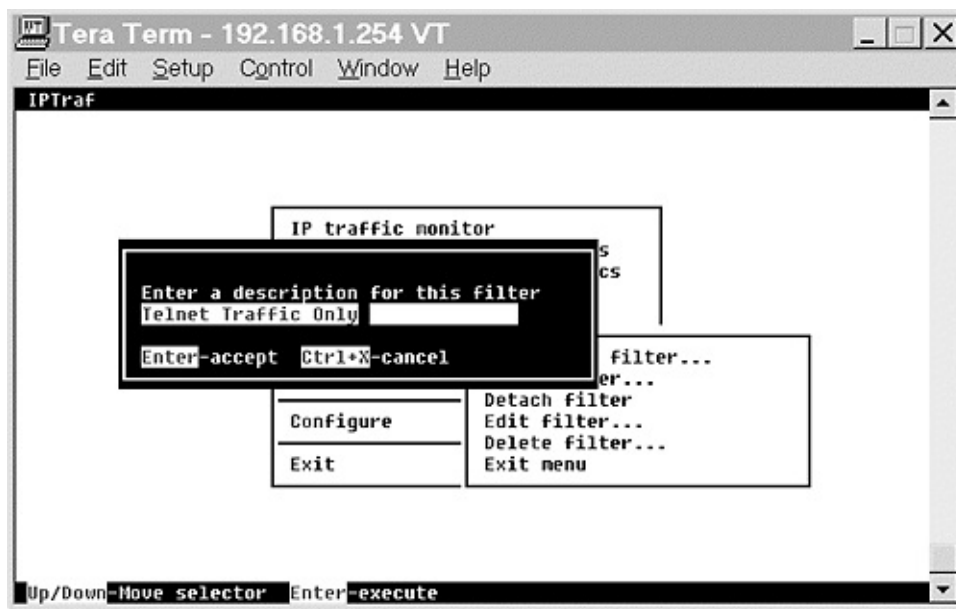 Tera Term - 192.168.1.254 VT
File Edit Setup Control Window Help
IPTraf
IP traffic monitor
s
cs
Enter a description for this filter
Telnet Traffic Only
Enter-accept Ctrl+X-cancel
filter...
er...
Detach filter
Configure
Edit filter...
Delete filter...
Exit
Exit menu
Up/Down-Move selector Enter-execute